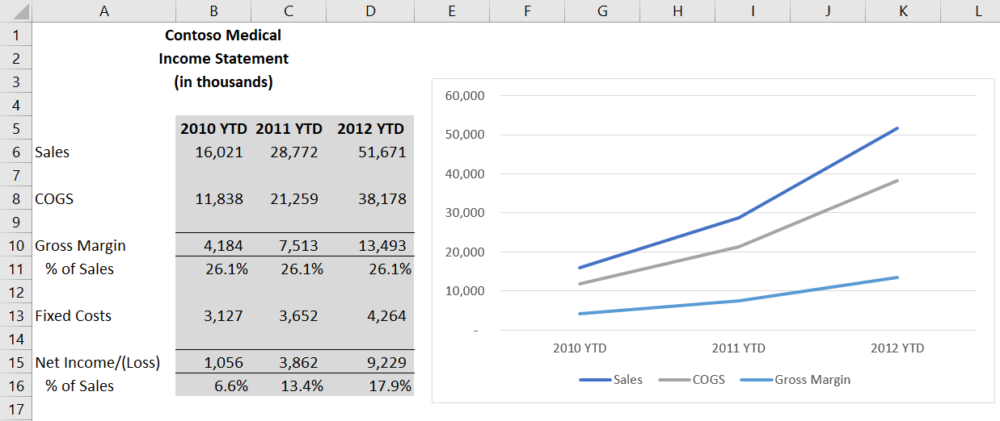 A B C D E F G H I J K L
1 Contoso Medical
2 Income Statement
3 (in thousands)
4
5 2010 YTD 2011 YTD 2012 YTD
6 Sales 16,021 28,772 51,671
7
8 COGS 11,838 21,259 38,178
9
10 Gross Margin 4,184 7,513 13,493
11 % of Sales 26.1% 26.1% 26.1%
12
13 Fixed Costs 3,127 3,652 4,264
14
15 Net Income/(Loss) 1,056 3,862 9,229
16 % of Sales 6.6% 13.4% 17.9%
17
60,000
50,000
40,000
30,000
20,000
10,000
-
2010 YTD 2011 YTD 2012 YTD
Sales COGS Gross Margin